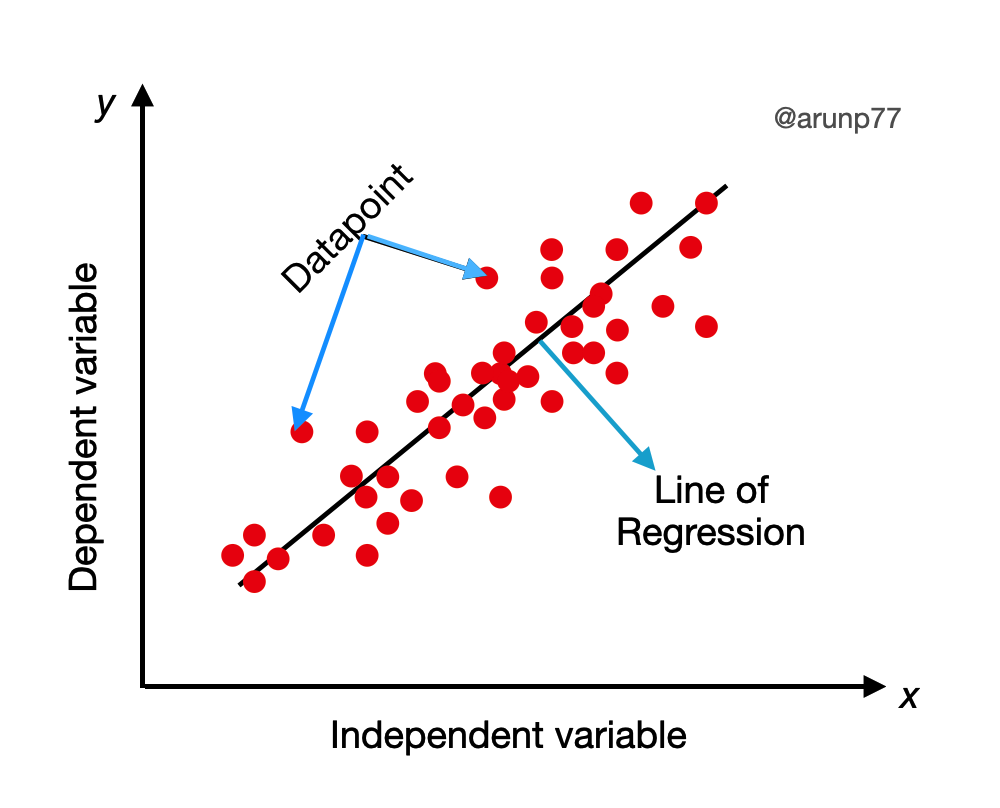 y
@arunp77
Datapoint
Dependent variable
Line of
Regression
x
Independent variable